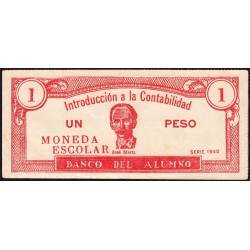 1 Introducción a la Contabilidad 1
UN PESO
MONEDA
ESCOLAR
José Martí
SERIE 1940
BANCO DEL ALUMNO